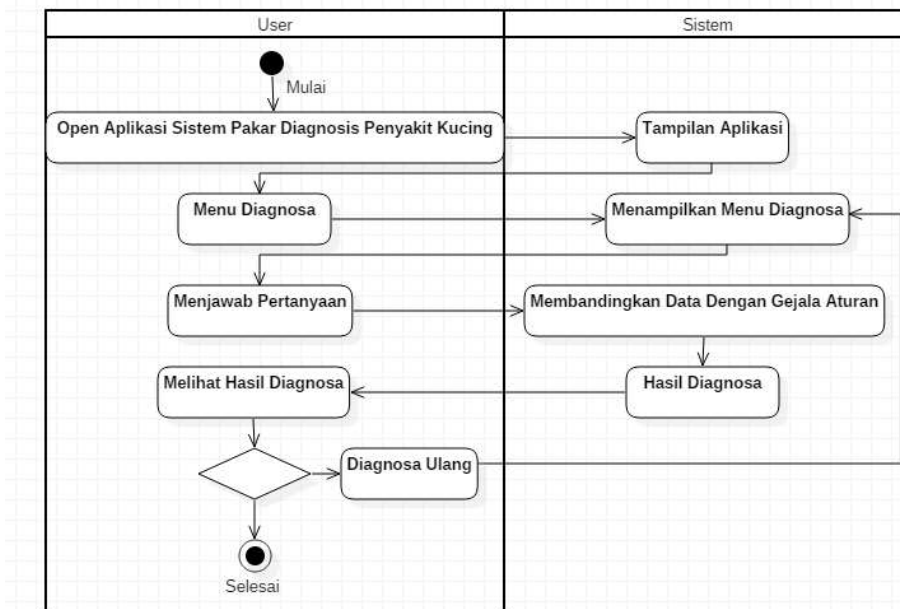 User
Sistem
Mulai
Open Aplikasi Sistem Pakar Diagnosis Penyakit Kucing
Tampilan Aplikasi
Menu Diagnosa
Menampilkan Menu Diagnosa
Menjawab Pertanyaan
Membandingkan Data Dengan Gejala Aturan
Melihat Hasil Diagnosa
Hasil Diagnosa
Diagnosa Ulang
Selesai